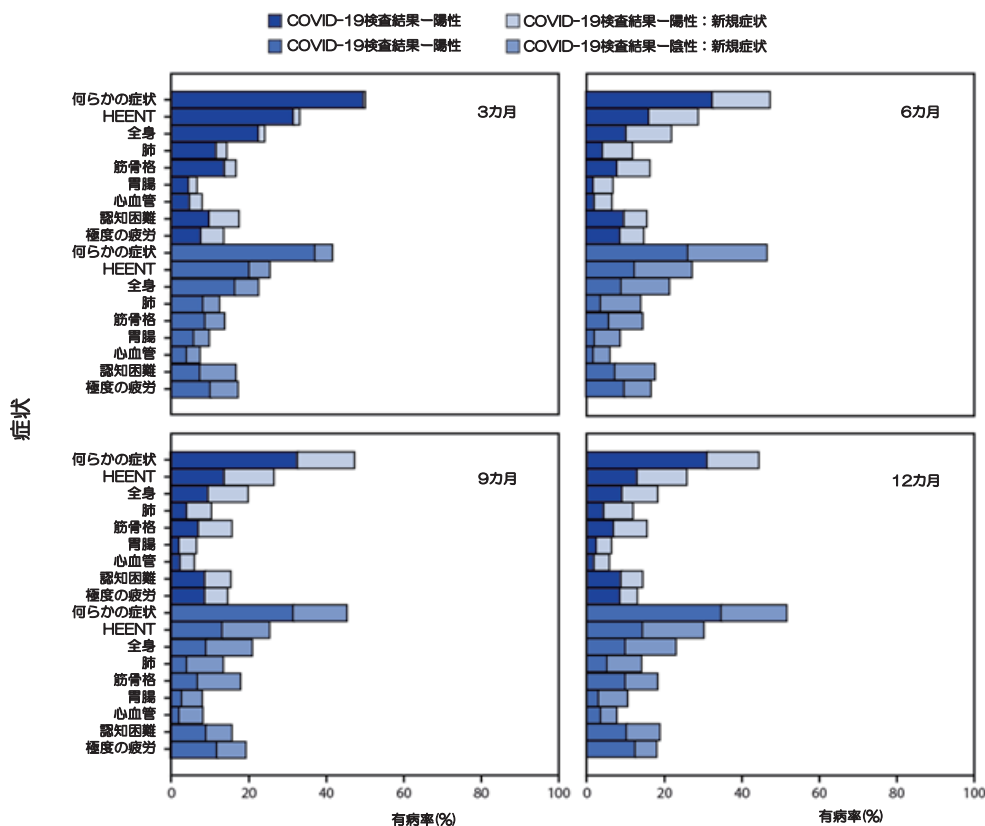 COVID-19検査結果ー陽性
COVID-19検査結果ー陽性：新規症状
COVID-19検査結果ー陽性
COVID-19検査結果ー陰性：新規症状
症状
3カ月
何らかの症状
HEENT
全身
肺
筋骨格
胃腸
心血管
認知困難
極度の疲労
何らかの症状
HEENT
全身
肺
筋骨格
胃腸
心血管
認知困難
極度の疲労
6カ月
9カ月
何らかの症状
HEENT
全身
肺
筋骨格
胃腸
心血管
認知困難
極度の疲労
何らかの症状
HEENT
全身
肺
筋骨格
胃腸
心血管
認知困難
極度の疲労
12カ月
0 20 40 60 80 100
有病率(%)
0 20 40 60 80 100
有病率(%)